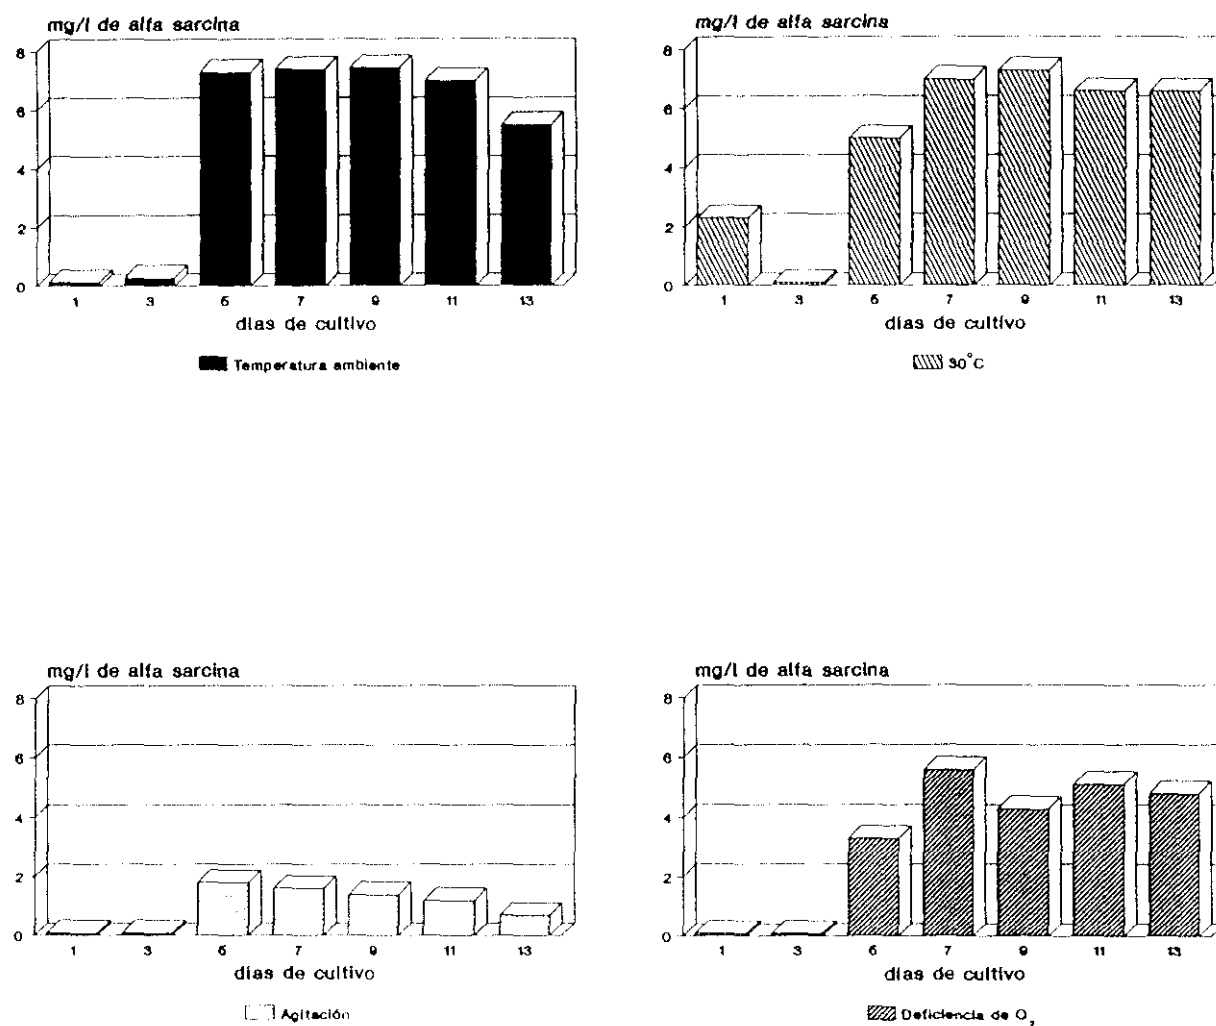 mg/l de alfa sarcina
8
6
4
2
0
1 3 6 7 9 11 13
días de cultivo
Temperatura ambiente
mg/l de alfa sarcina
8
6
4
2
0
1 3 6 7 9 11 13
días de cultivo
30°C
mg/l de alfa sarcina
8
6
4
2
0
1 3 6 7 9 11 13
días de cultivo
Agitación
mg/l de alfa sarcina
8
6
4
2
0
1 3 6 7 9 11 13
días de cultivo
Deficiencia de O₂